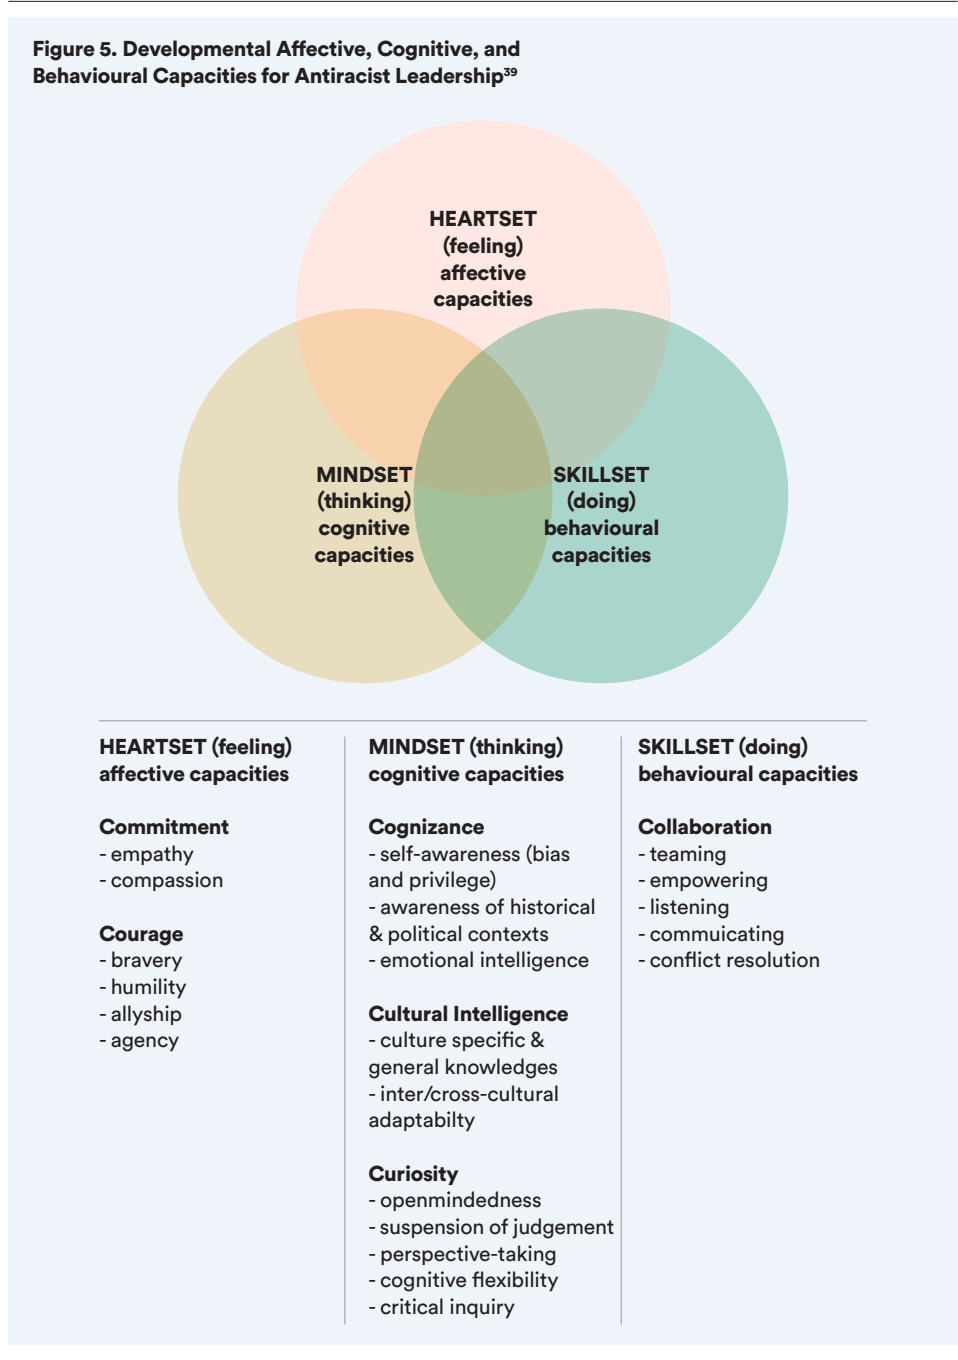 Figure 5. Developmental Affective, Cognitive, and
Behavioural Capacities for Antiracist Leadership³⁹
HEARTSET
(feeling)
affective
capacities
MINDSET
(thinking)
cognitive
capacities
SKILLSET
(doing)
behavioural
capacities
HEARTSET (feeling)
affective capacities
Commitment
- empathy
- compassion
Courage
- bravery
- humility
- allyship
- agency
MINDSET (thinking)
cognitive capacities
Cognizance
- self-awareness (bias
and privilege)
- awareness of historical
& political contexts
- emotional intelligence
Cultural Intelligence
- culture specific &
general knowledges
- inter/cross-cultural
adaptabilty
Curiosity
- openmindedness
- suspension of judgement
- perspective-taking
- cognitive flexibility
- critical inquiry
SKILLSET (doing)
behavioural capacities
Collaboration
- teaming
- empowering
- listening
- commuicating
- conflict resolution